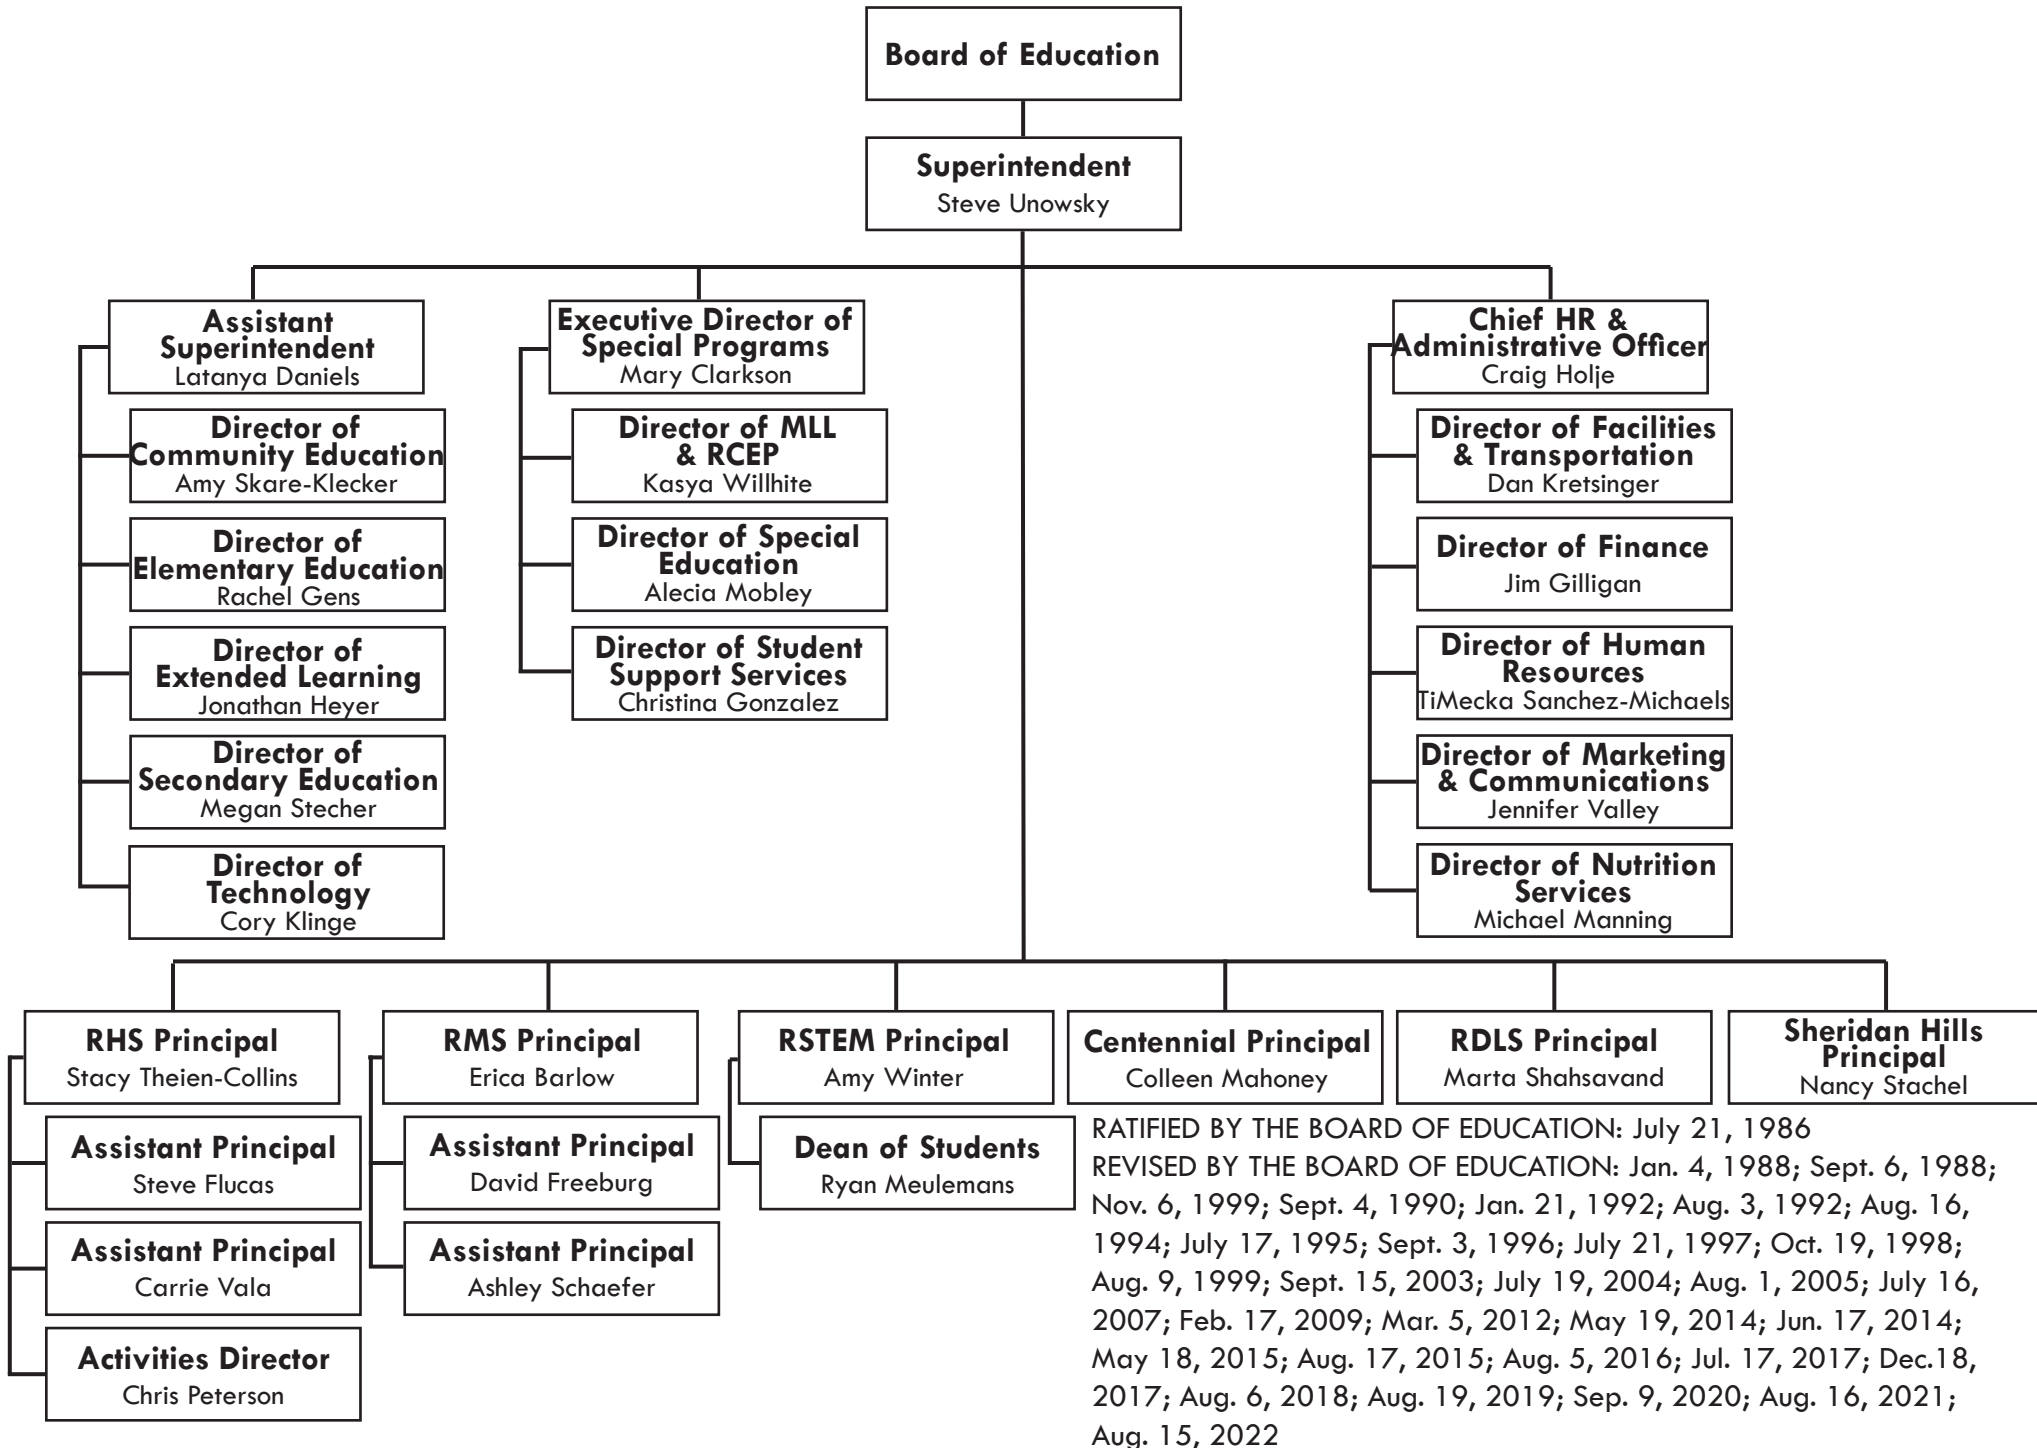 Board of Education
Superintendent
Steve Unowsky
Assistant
Superintendent
Latanya Daniels
Director of
Community Education
Amy Skare-Klecker
Director of
Elementary Education
Rachel Gens
Director of
Extended Learning
Jonathan Heyer
Director of
Secondary Education
Megan Stecher
Director of
Technology
Cory Klinge
Executive Director of
Special Programs
Mary Clarkson
Director of MLL
& RCEP
Kasya Willhite
Director of Special
Education
Alecia Mobley
Director of Student
Support Services
Christina Gonzalez
Chief HR &
Administrative Officer
Craig Holje
Director of Facilities
& Transportation
Dan Kretsinger
Director of Finance
Jim Gilligan
Director of Human
Resources
TiMecka Sanchez-Michaels
Director of Marketing
& Communications
Jennifer Valley
Director of Nutrition
Services
Michael Manning
RHS Principal
Stacy Theien-Collins
Assistant Principal
Steve Flucas
Assistant Principal
Carrie Vala
Activities Director
Chris Peterson
RMS Principal
Erica Barlow
Assistant Principal
David Freeburg
Assistant Principal
Ashley Schaefer
RSTEM Principal
Amy Winter
Dean of Students
Ryan Meulemans
Centennial Principal
Colleen Mahoney
RDLS Principal
Marta Shahsavand
Sheridan Hills
Principal
Nancy Stachel
RATIFIED BY THE BOARD OF EDUCATION: July 21, 1986
REVISED BY THE BOARD OF EDUCATION: Jan. 4, 1988; Sept. 6, 1988;
Nov. 6, 1999; Sept. 4, 1990; Jan. 21, 1992; Aug. 3, 1992; Aug. 16,
1994; July 17, 1995; Sept. 3, 1996; July 21, 1997; Oct. 19, 1998;
Aug. 9, 1999; Sept. 15, 2003; July 19, 2004; Aug. 1, 2005; July 16,
2007; Feb. 17, 2009; Mar. 5, 2012; May 19, 2014; Jun. 17, 2014;
May 18, 2015; Aug. 17, 2015; Aug. 5, 2016; Jul. 17, 2017; Dec.18,
2017; Aug. 6, 2018; Aug. 19, 2019; Sep. 9, 2020; Aug. 16, 2021;
Aug. 15, 2022